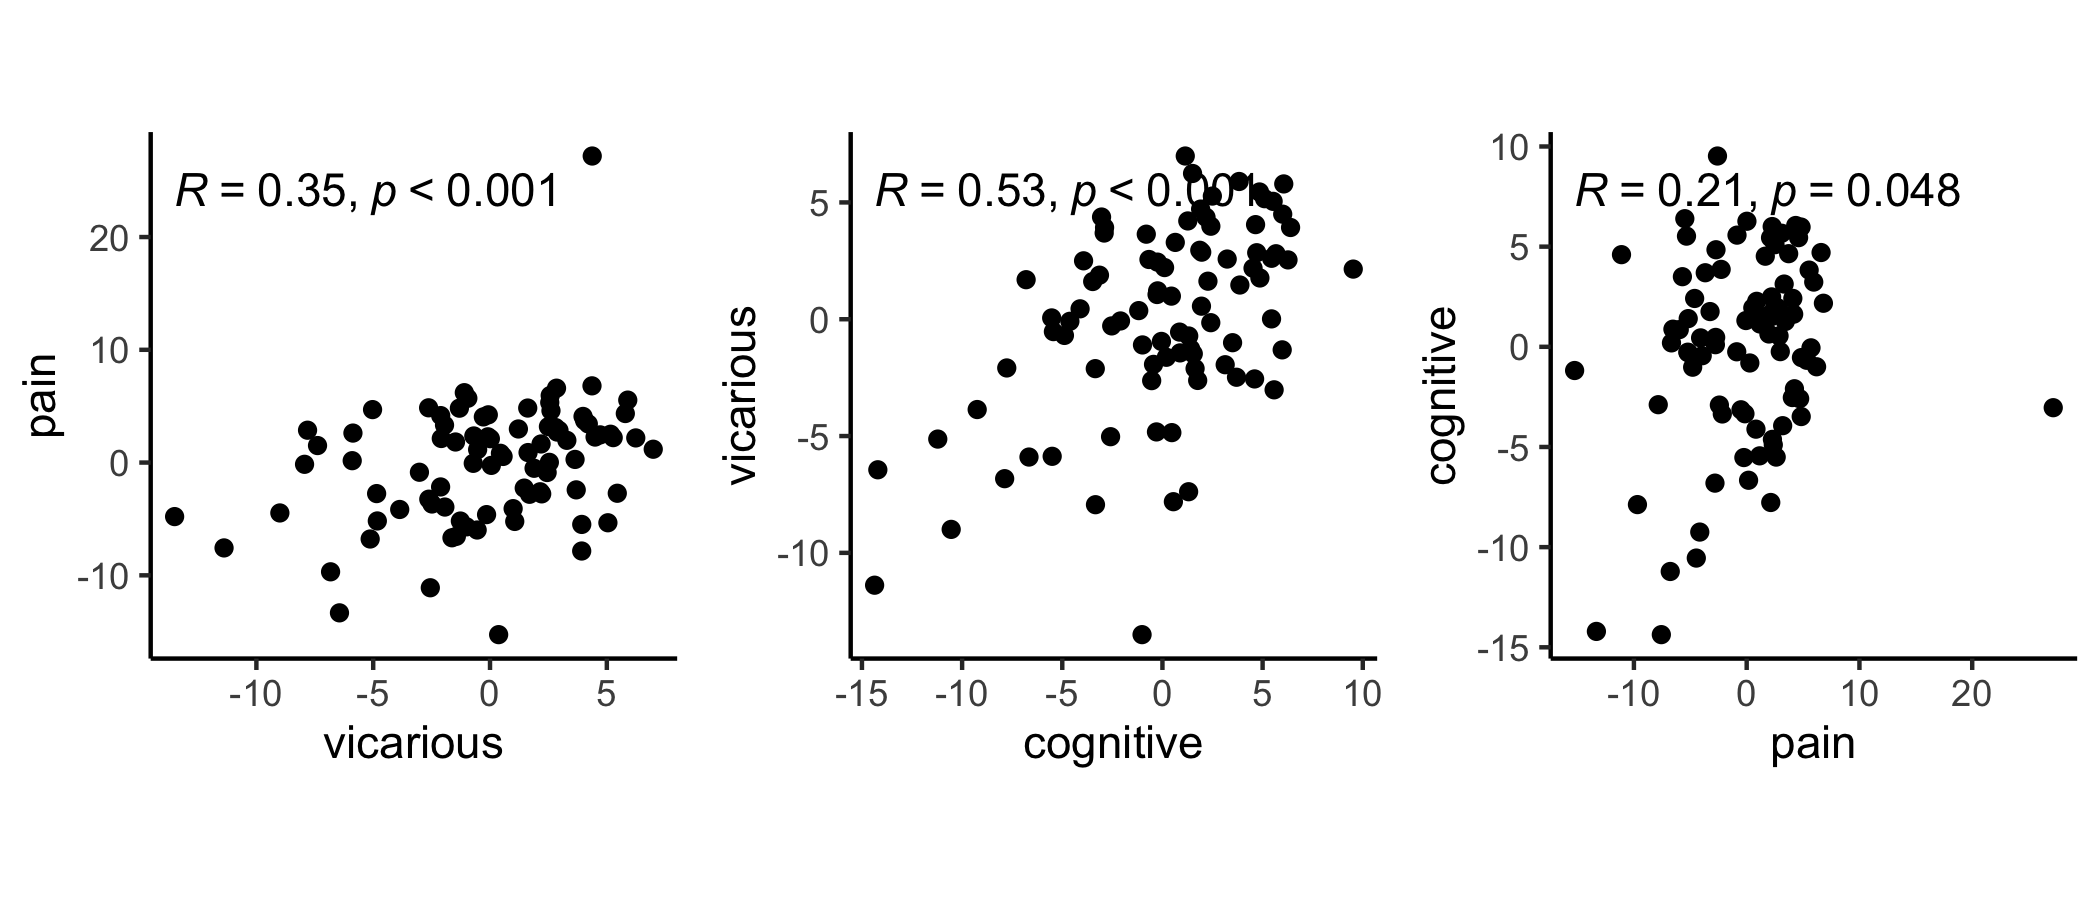 R = 0.35, p < 0.001
20
10
0
-10
pain
-10 -5 0 5
vicarious
R = 0.53, p < 0.001
5
0
-5
-10
vicarious
-15 -10 -5 0 5 10
cognitive
R = 0.21, p = 0.048
10
5
0
-5
-10
-15
cognitive
-10 0 10 20
pain